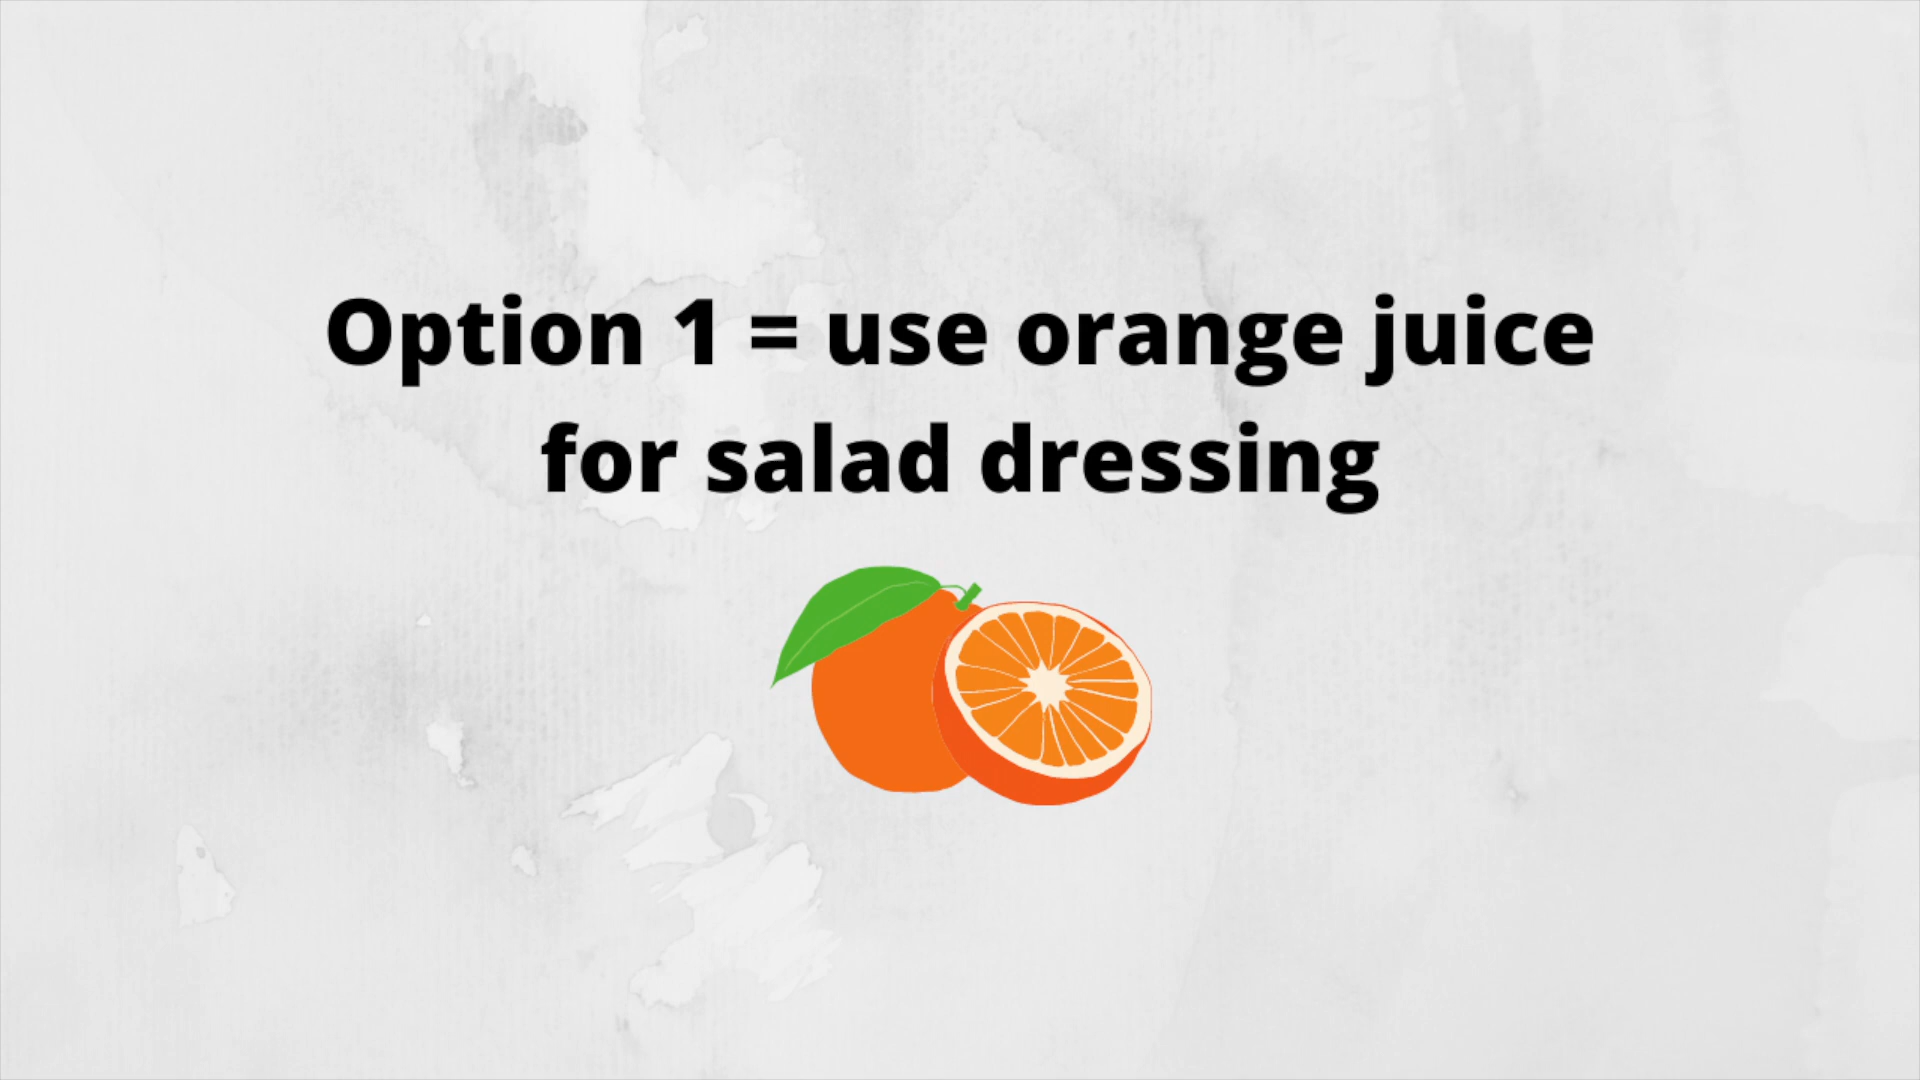 Option 1 = use orange juice
for salad dressing